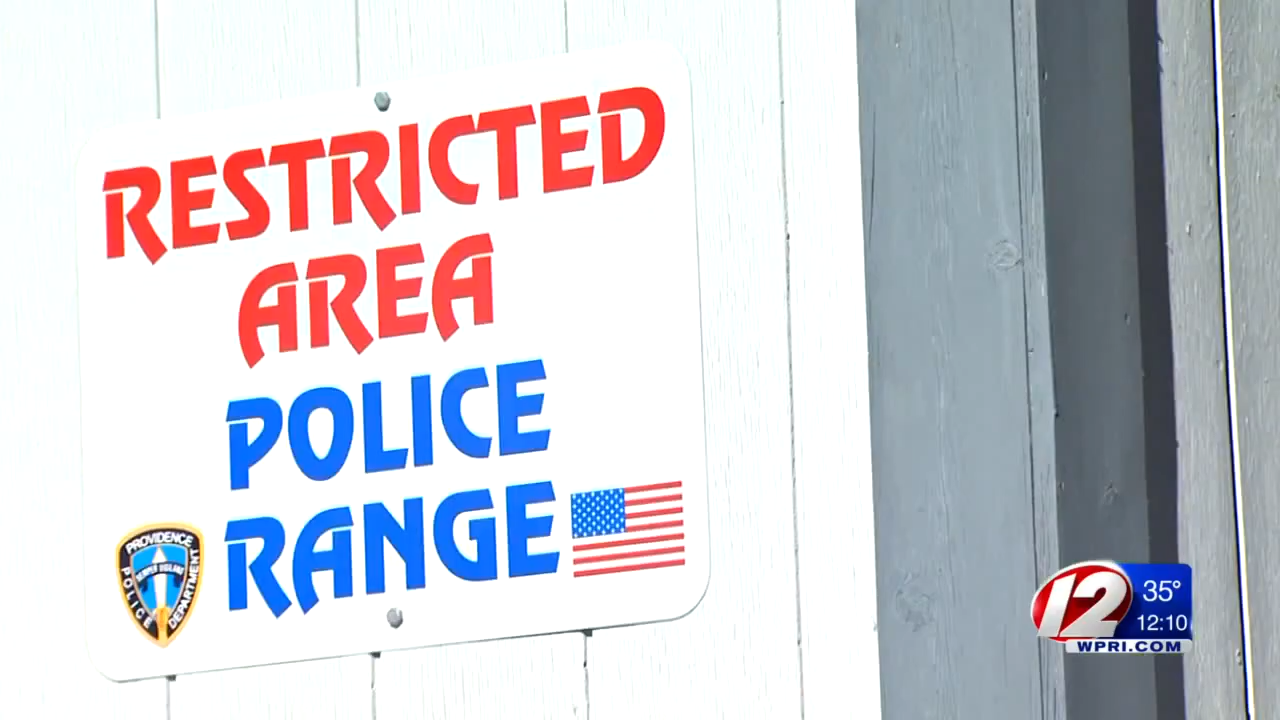 RESTRICTED
AREA
POLICE
RANGE
PROVIDENCE
POLICE
DEPARTMENT
12
35°
12:10
WPRI.COM